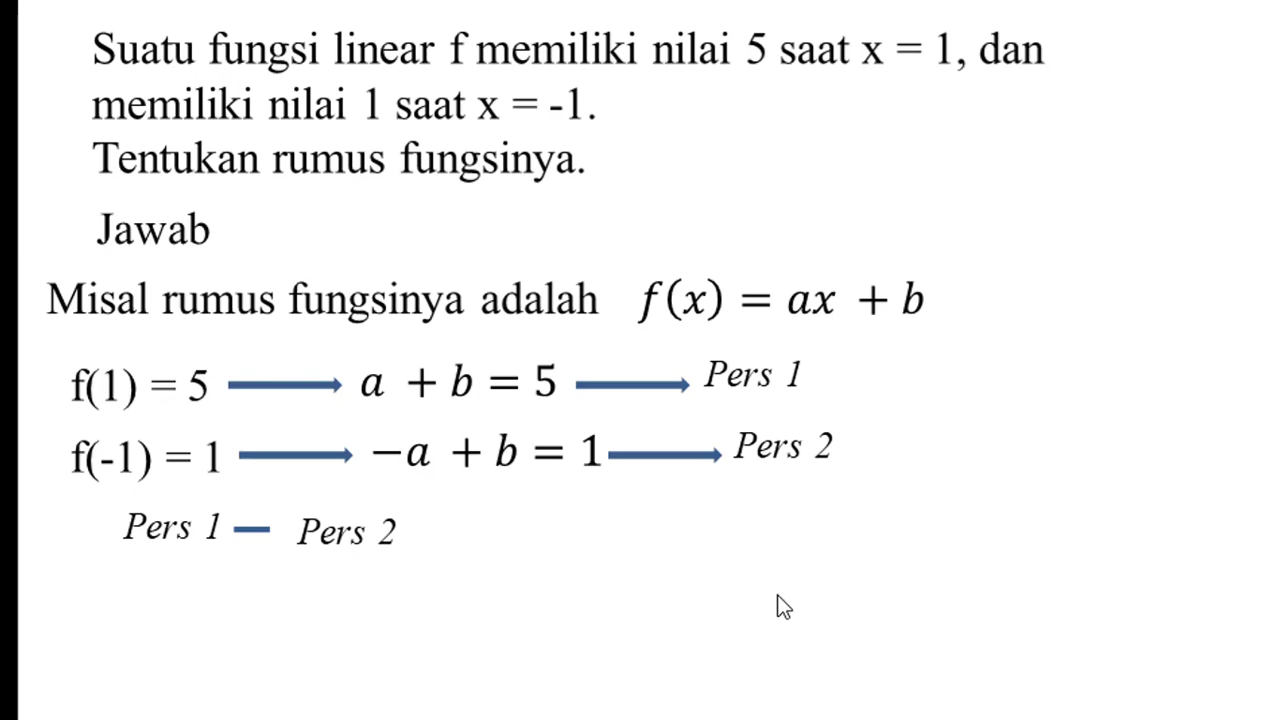 Suatu fungsi linear f memiliki nilai 5 saat x = 1, dan
memiliki nilai 1 saat x = -1.
Tentukan rumus fungsinya.
Jawab
Misal rumus fungsinya adalah f(x) = ax + b
f(1) = 5 → a + b = 5 → Pers 1
f(-1) = 1 → −a + b = 1 → Pers 2
Pers 1 − Pers 2